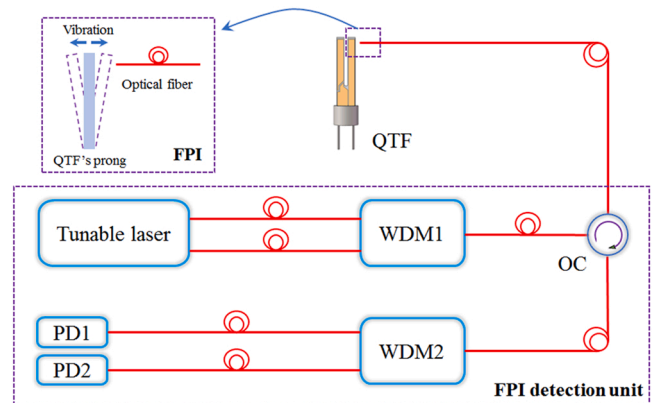 Vibration
Optical fiber
FPI
QTF's prong
QTF
Tunable laser
WDM1
OC
PD1
PD2
WDM2
FPI detection unit